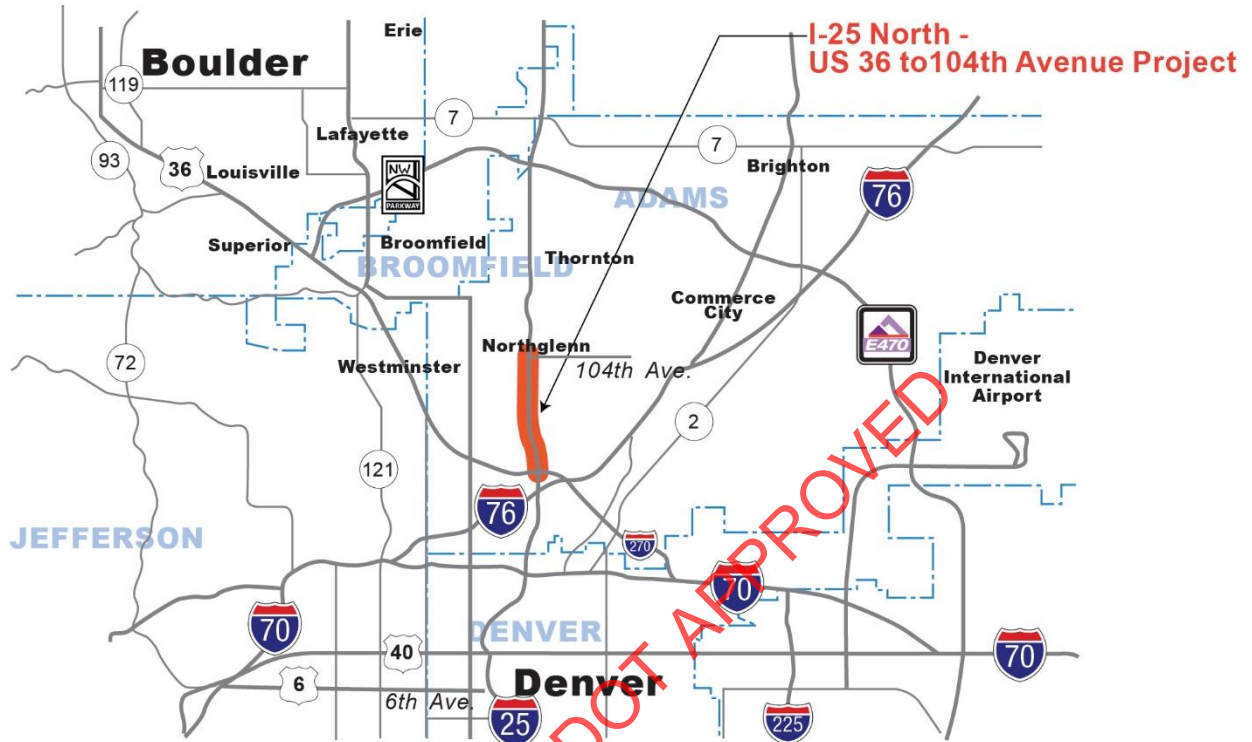 Erie
I-25 North -
US 36 to104th Avenue Project
Boulder
119
Lafayette
7
7
93
36
Louisville
NW
PARKWAY
Brighton
ADAMS
76
Superior
Broomfield
BROOMFIELD
Thornton
Commerce
City
E470
Northglenn
104th Ave.
Westminster
72
Denver
International
Airport
2
121
76
JEFFERSON
270
70
70
DENVER
40
70
6
Denver
6th Ave.
25
225
DOT APPROVED